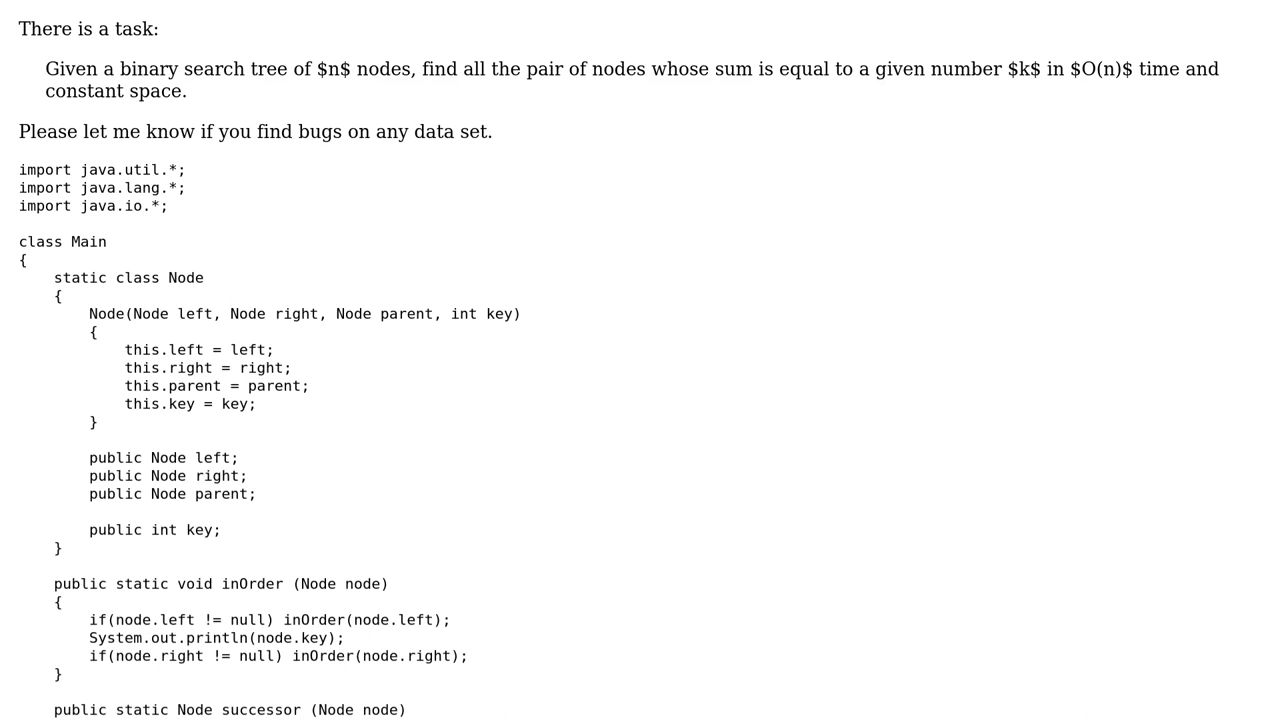 There is a task:
Given a binary search tree of $n$ nodes, find all the pair of nodes whose sum is equal to a given number $k$ in $O(n)$ time and
constant space.
Please let me know if you find bugs on any data set.
import java.util.*;
import java.lang.*;
import java.io.*;
class Main
{
    static class Node
    {
        Node(Node left, Node right, Node parent, int key)
        {
            this.left = left;
            this.right = right;
            this.parent = parent;
            this.key = key;
        }
        public Node left;
        public Node right;
        public Node parent;
        public int key;
    }
    public static void inOrder (Node node)
    {
        if(node.left != null) inOrder(node.left);
        System.out.println(node.key);
        if(node.right != null) inOrder(node.right);
    }
    public static Node successor (Node node)